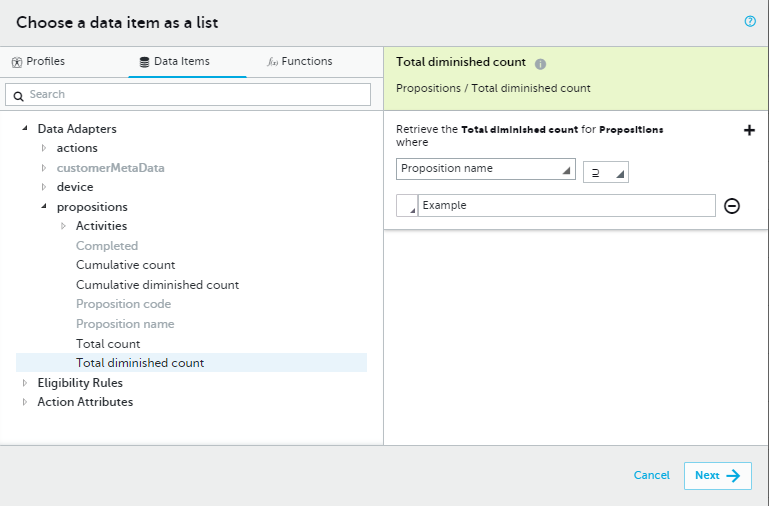 Choose a data item as a list
?
Profiles
Data Items
f(x) Functions
Search
Data Adapters
actions
customerMetaData
device
propositions
Activities
Completed
Cumulative count
Cumulative diminished count
Proposition code
Proposition name
Total count
Total diminished count
Eligibility Rules
Action Attributes
Total diminished count i
Propositions / Total diminished count
Retrieve the Total diminished count for Propositions
where
Proposition name ⊇
Example
Cancel Next